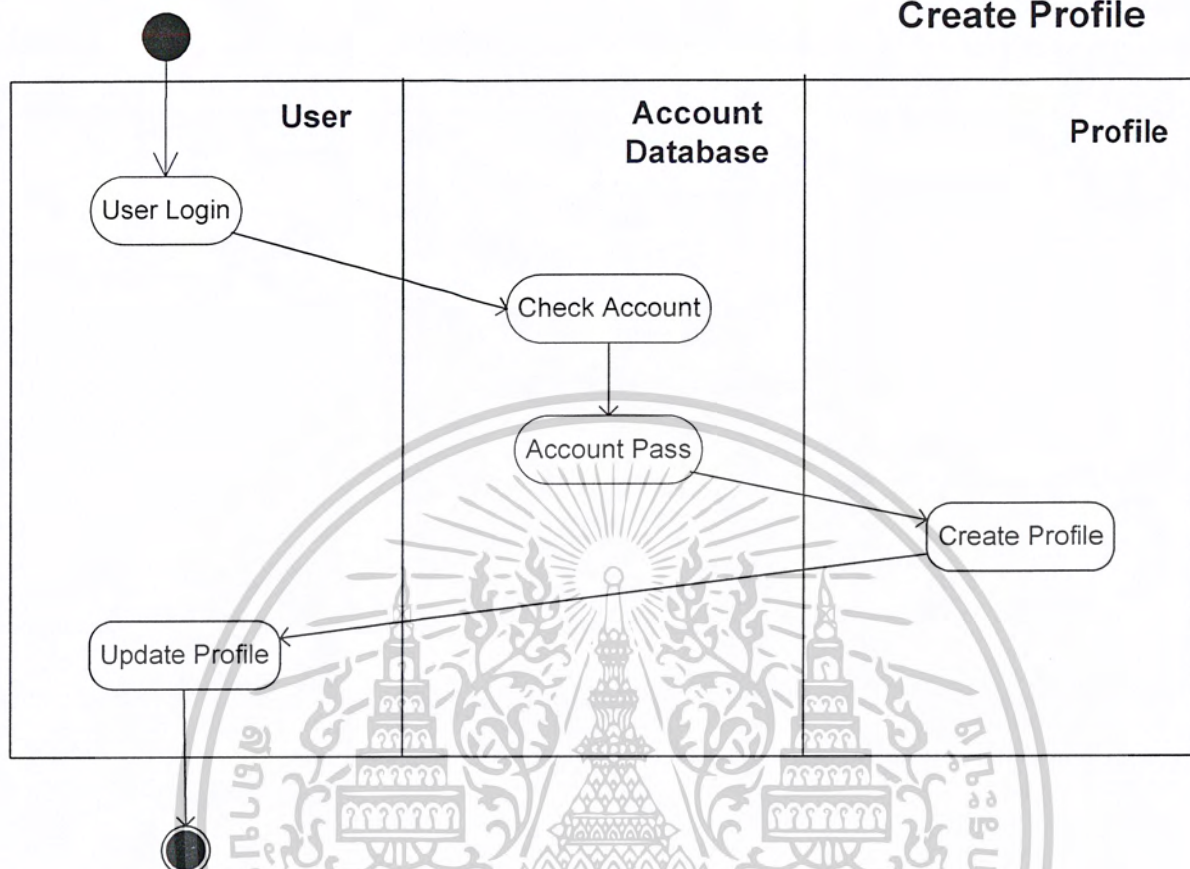 Create Profile
User
Account
Database
Profile
User Login
Check Account
Account Pass
Create Profile
Update Profile